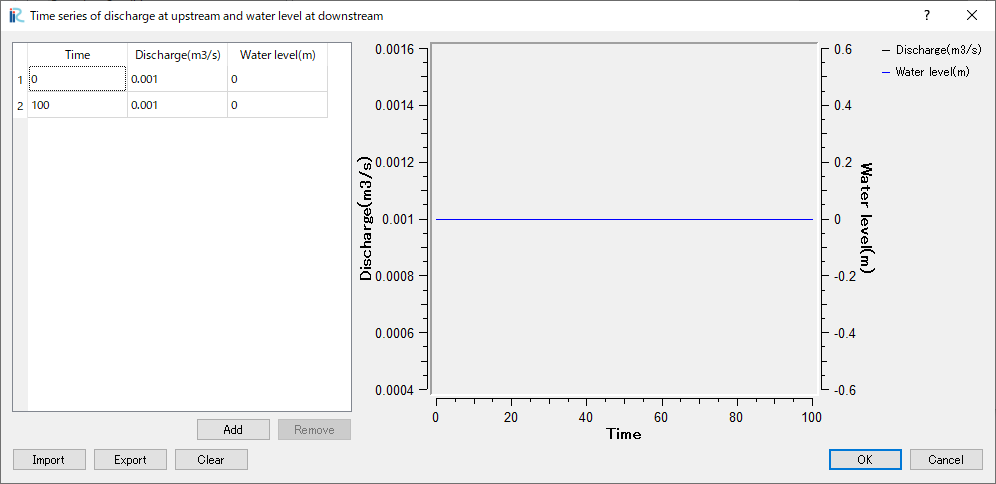 iRC Time series of discharge at upstream and water level at downstream ? ×
Time Discharge(m3/s) Water level(m)
1 0 0.001 0
2 100 0.001 0
Add Remove
Import Export Clear
Discharge(m3/s)
0.0016
0.0014
0.0012
0.001
0.0008
0.0006
0.0004
0 20 40 60 80 100
Time
0.6
0.4
0.2
0
-0.2
-0.4
-0.6
Water level(m)
Discharge(m3/s)
Water level(m)
OK Cancel